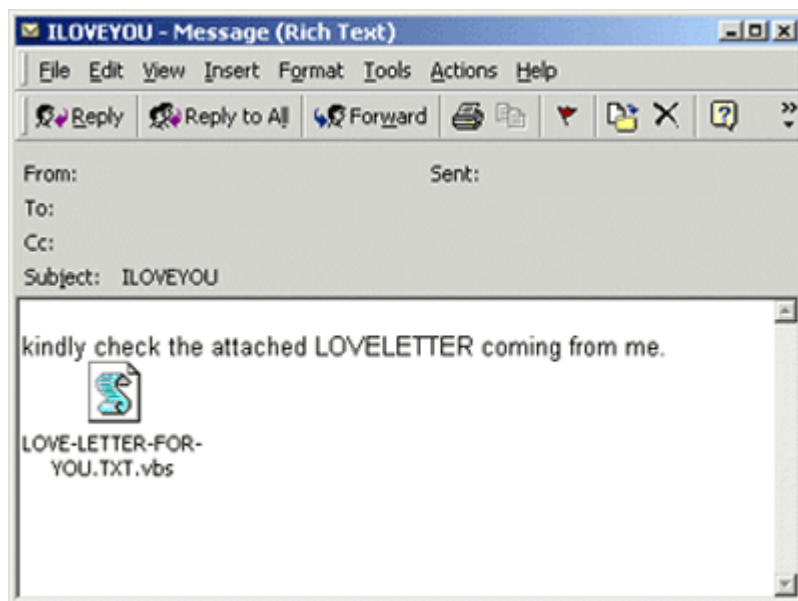 ILOVEYOU - Message (Rich Text)
File Edit View Insert Format Tools Actions Help
Reply Reply to All Forward
From: Sent:
To:
Cc:
Subject: ILOVEYOU
kindly check the attached LOVELETTER coming from me.
LOVE-LETTER-FOR-
YOU.TXT.vbs